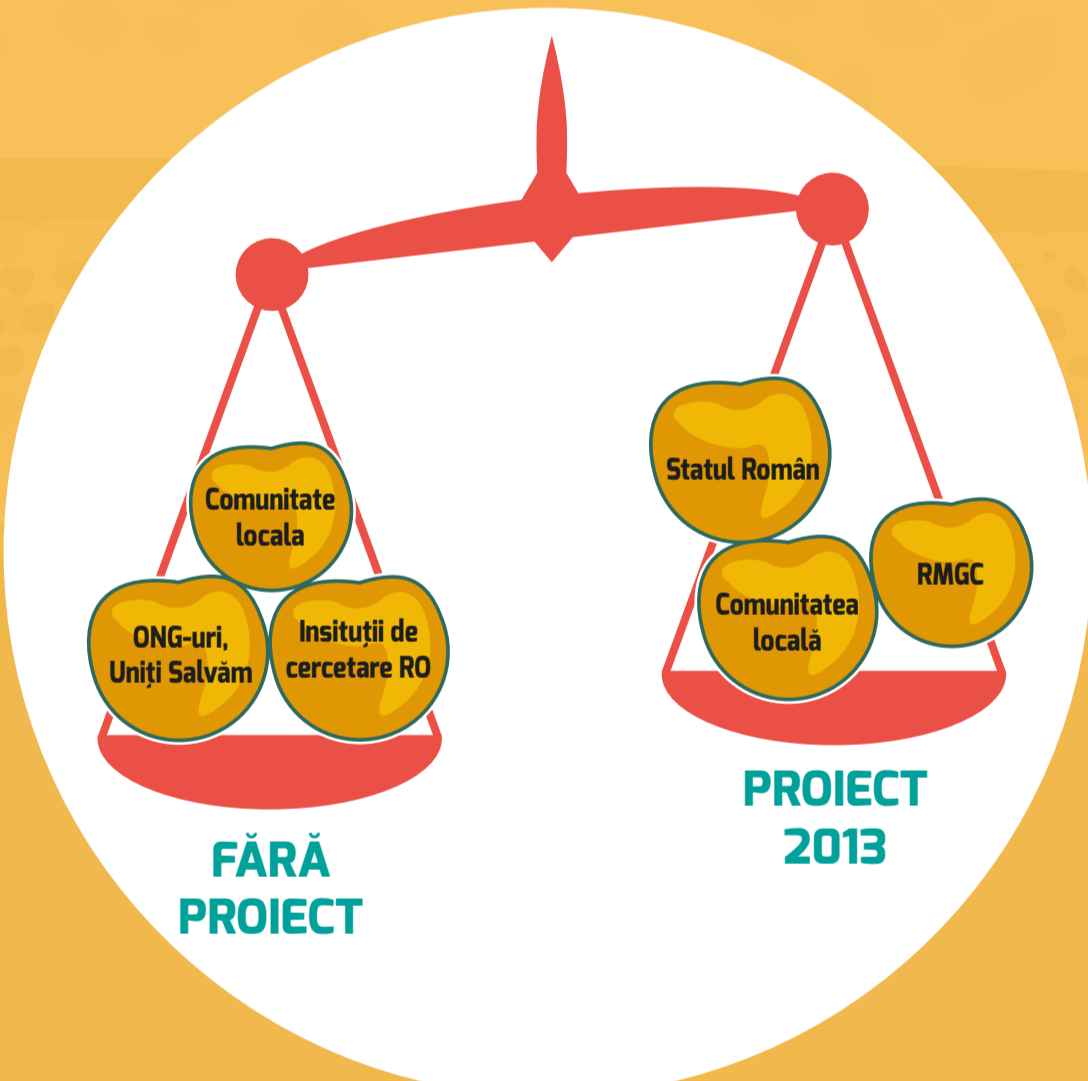 Comunitate
locala
ONG-uri,
Uniți Salvăm
Insituții de
cercetare RO
FĂRĂ
PROIECT
Statul Român
Comunitatea
locală
RMGC
PROIECT
2013